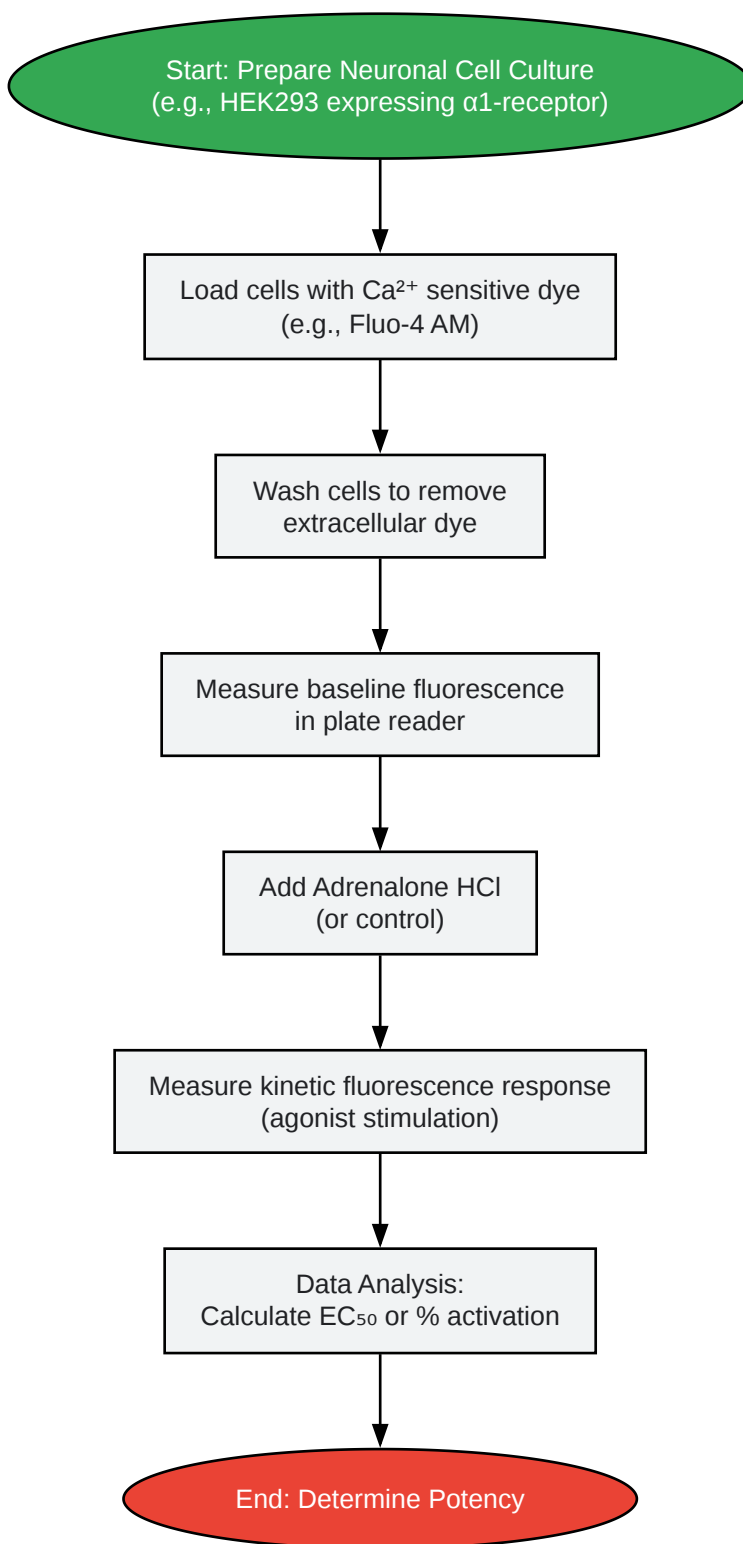 Start: Prepare Neuronal Cell Culture
(e.g., HEK293 expressing α1-receptor)
Load cells with Ca²⁺ sensitive dye
(e.g., Fluo-4 AM)
Wash cells to remove
extracellular dye
Measure baseline fluorescence
in plate reader
Add Adrenalone HCl
(or control)
Measure kinetic fluorescence response
(agonist stimulation)
Data Analysis:
Calculate EC₅₀ or % activation
End: Determine Potency